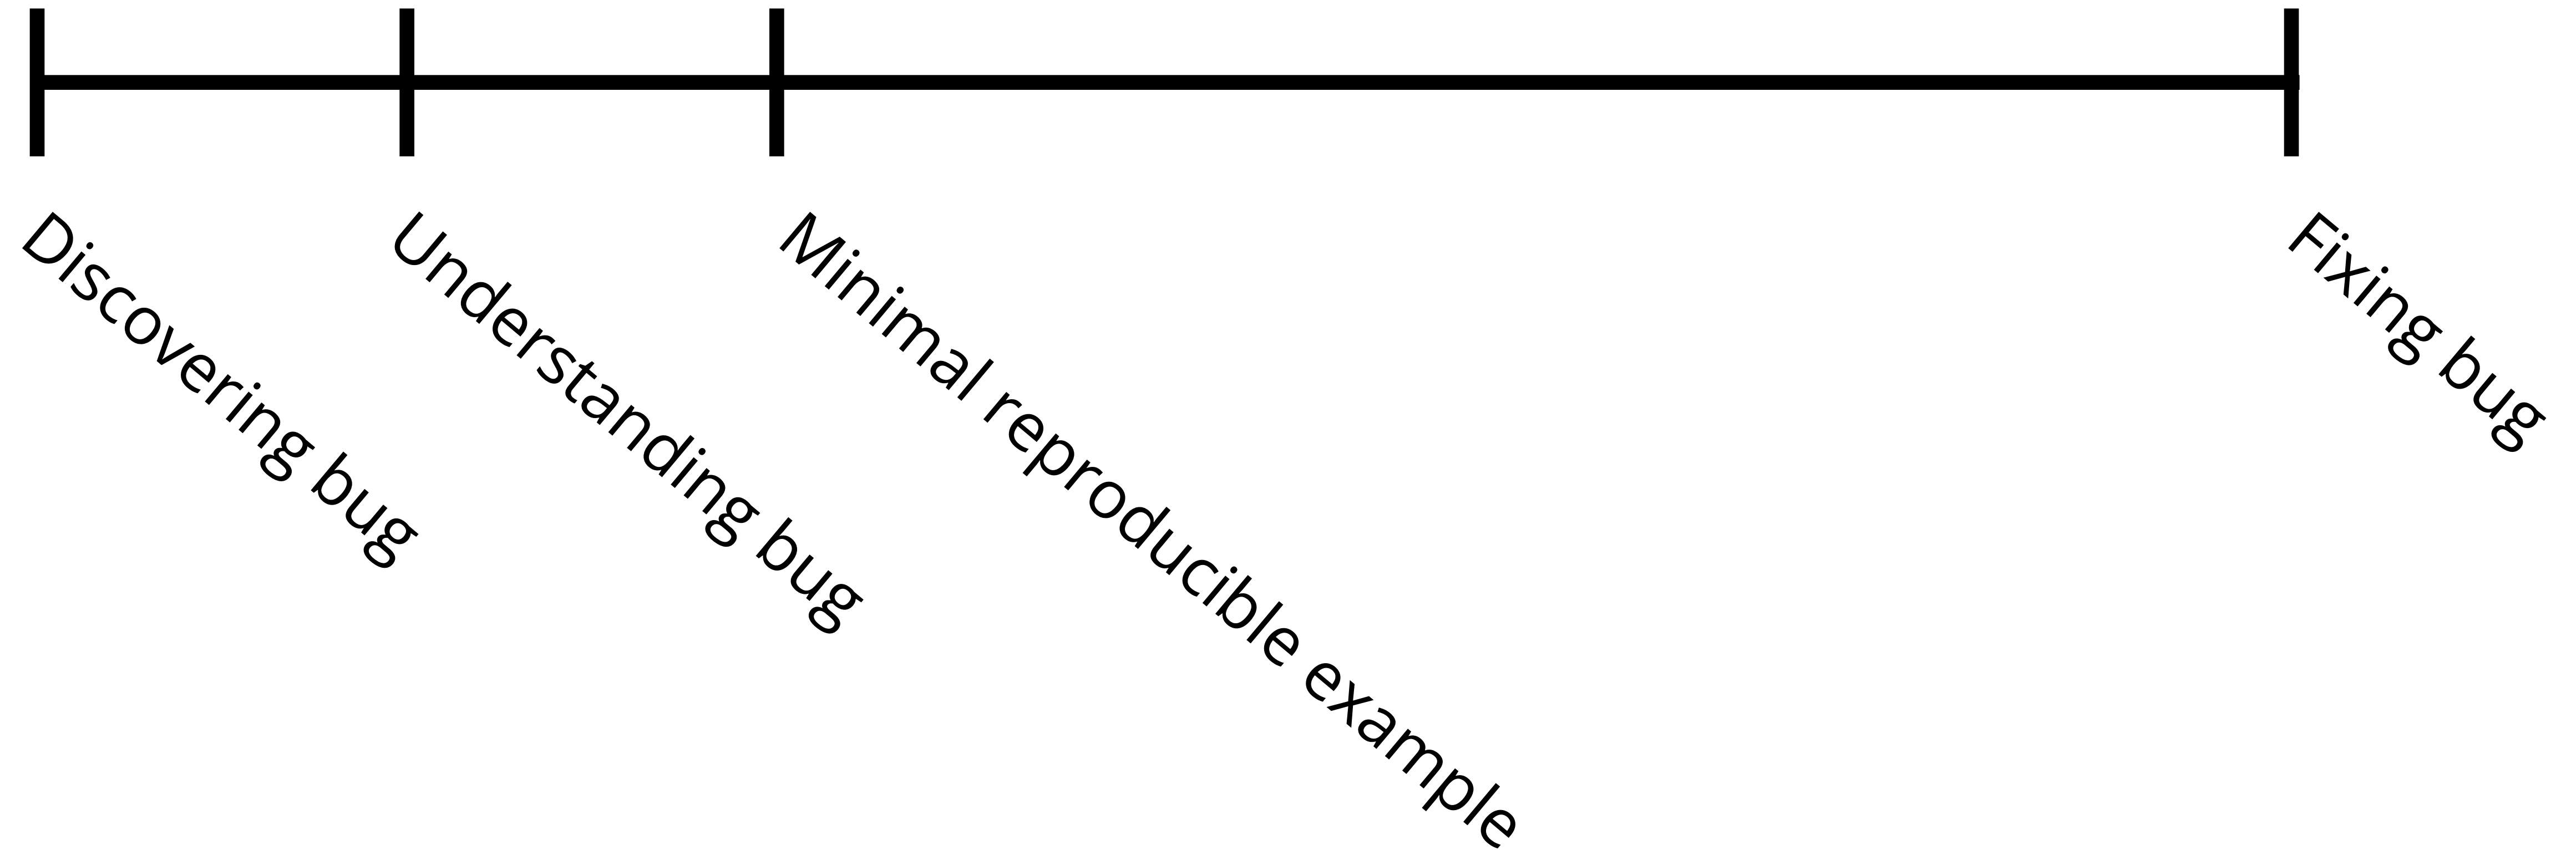 Discovering bug
Understanding bug
Minimal reproducible example
Fixing bug